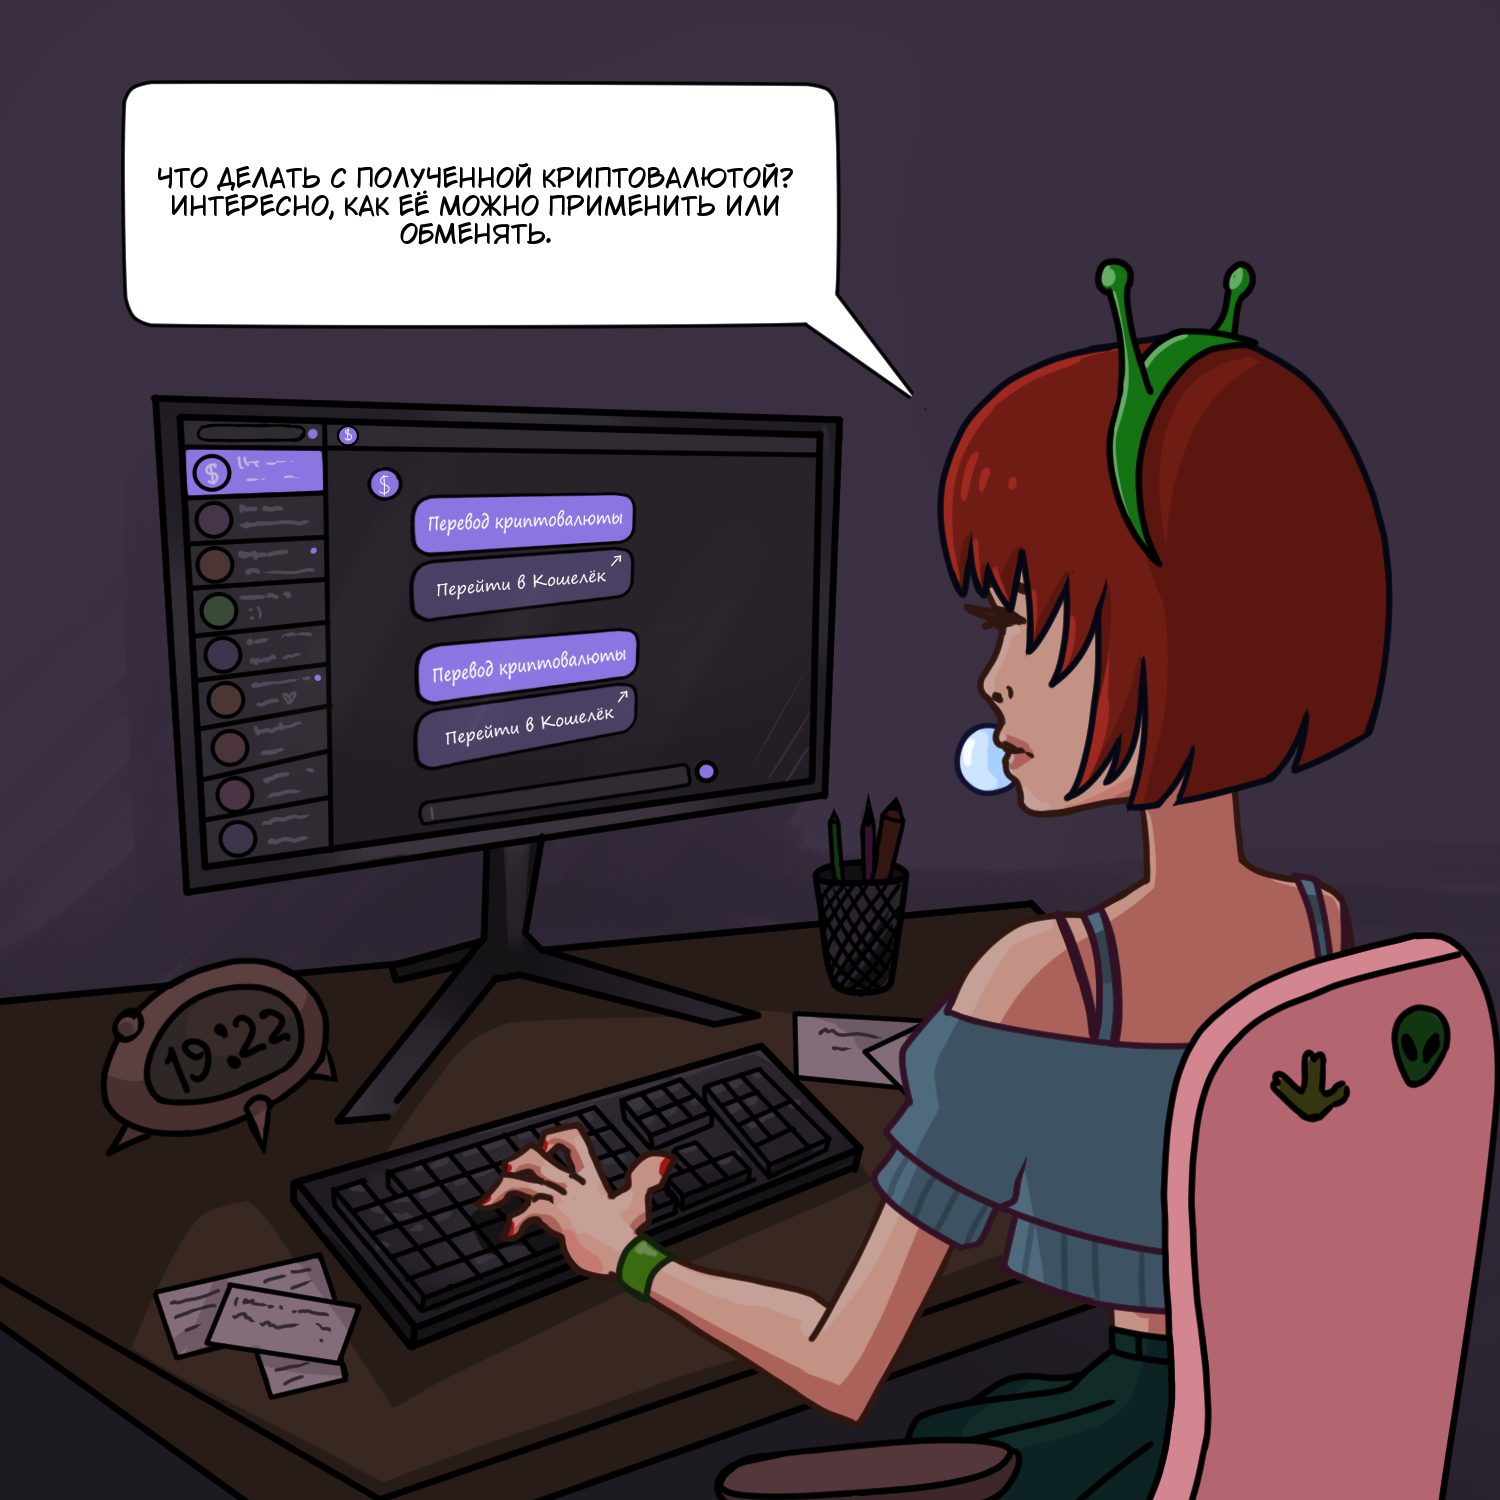 ЧТО ДЕЛАТЬ С ПОЛУЧЕННОЙ КРИПТОВАЛЮТОЙ?
ИНТЕРЕСНО, КАК ЕЁ МОЖНО ПРИМЕНИТЬ ИЛИ
ОБМЕНЯТЬ.
$
$
$
Перевод криптовалюты
Перейти в Кошелёк
Перевод криптовалюты
Перейти в Кошелёк
:)
19:22